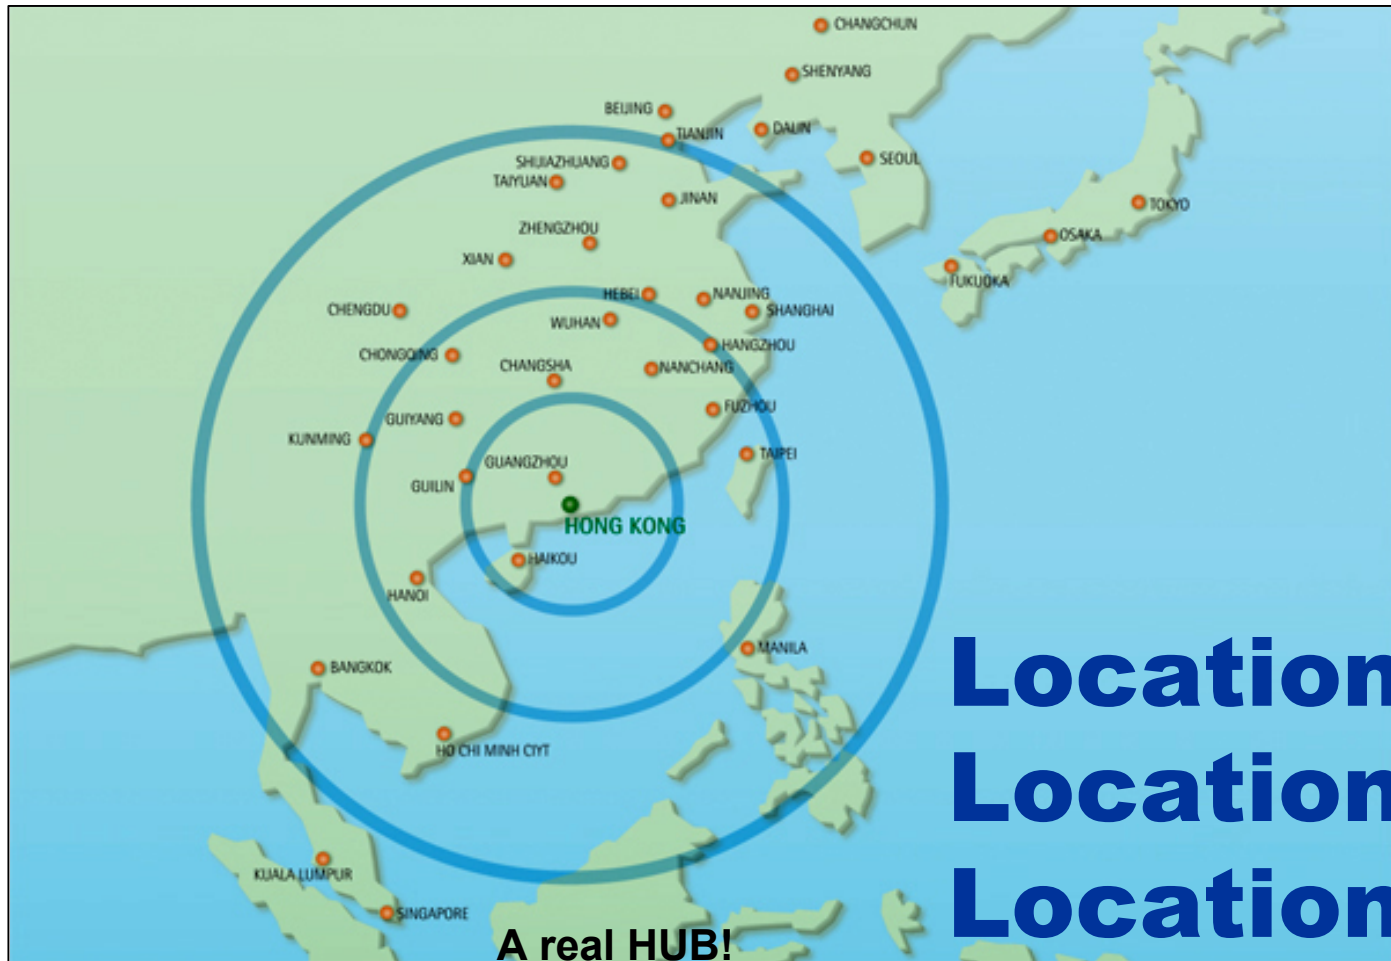 CHANGCHUN
SHENYANG
BEIJING
TIANJIN
DALIN
SHIJIAZHUANG
SEOUL
TAIYUAN
JINAN
TOKYO
ZHENGZHOU
OSAKA
XIAN
FUKUOKA
HEBEI
NANJING
CHENGDU
SHANGHAI
WUHAN
HANGZHOU
CHONGQING
CHANGSHA
NANCHANG
FUZHOU
GUIYANG
KUNMING
TAIPEI
GUANGZHOU
GUILIN
HONG KONG
HAIKOU
HANOI
MANILA
BANGKOK
Location
HO CHI MINH CIYT
Location
KUALA LUMPUR
SINGAPORE
Location
A real HUB!